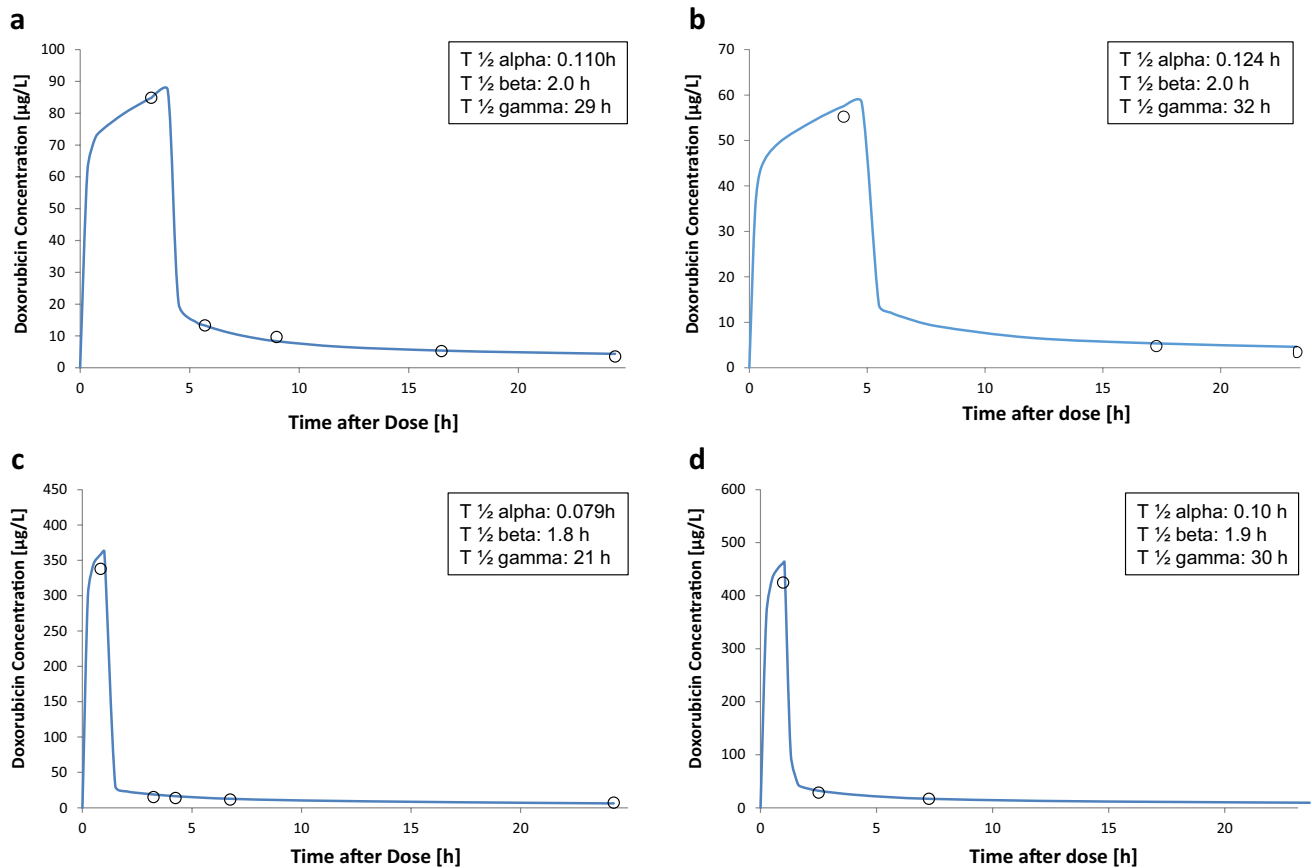 a
Doxorubicin Concentration [µg/L]
100
90
80
70
60
50
40
30
20
10
0
0
5
10
15
20
Time after Dose [h]
T ½ alpha: 0.110h
T ½ beta: 2.0 h
T ½ gamma: 29 h
b
Doxorubicin Concentration [µg/L]
70
60
50
40
30
20
10
0
0
5
10
15
20
Time after dose [h]
T ½ alpha: 0.124 h
T ½ beta: 2.0 h
T ½ gamma: 32 h
c
Doxorubicin Concentration [µg/L]
450
400
350
300
250
200
150
100
50
0
0
5
10
15
20
Time after Dose [h]
T ½ alpha: 0.079h
T ½ beta: 1.8 h
T ½ gamma: 21 h
d
Doxorubicin Concentration [µg/L]
600
500
400
300
200
100
0
0
5
10
15
20
Time after dose [h]
T ½ alpha: 0.10 h
T ½ beta: 1.9 h
T ½ gamma: 30 h